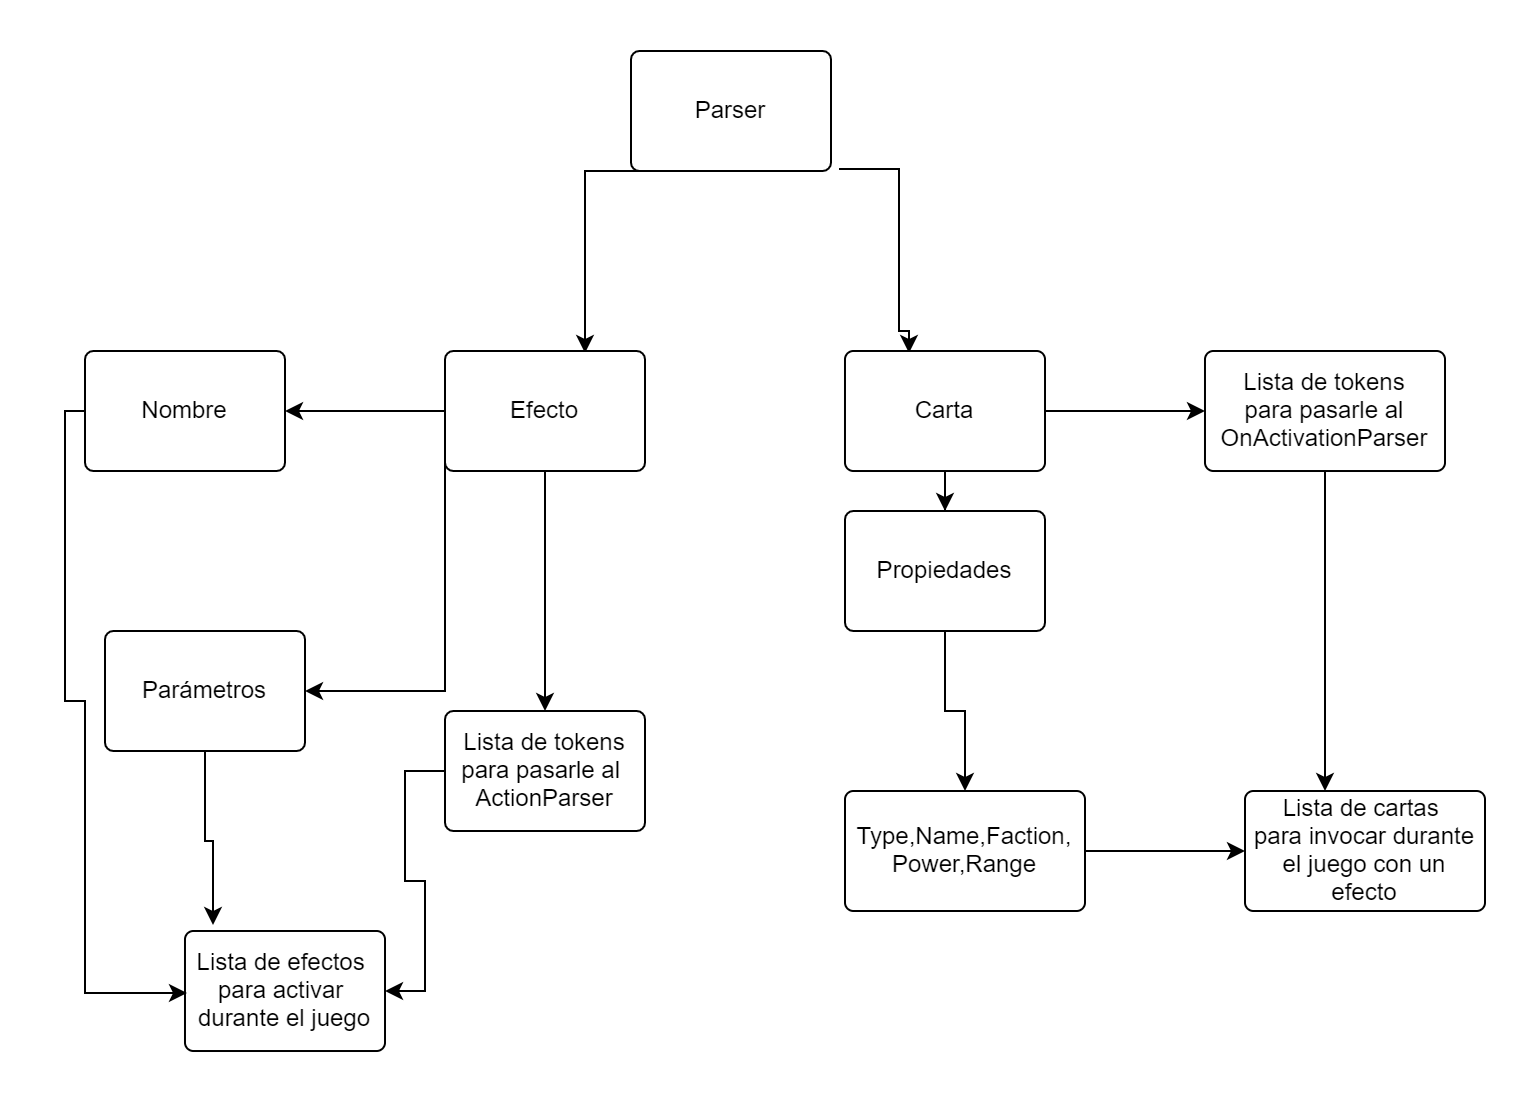 Parser
Nombre
Efecto
Carta
Lista de tokens
para pasarle al
OnActivationParser
Propiedades
Parámetros
Lista de tokens
para pasarle al
ActionParser
Type,Name,Faction,
Power,Range
Lista de cartas
para invocar durante
el juego con un
efecto
Lista de efectos
para activar
durante el juego